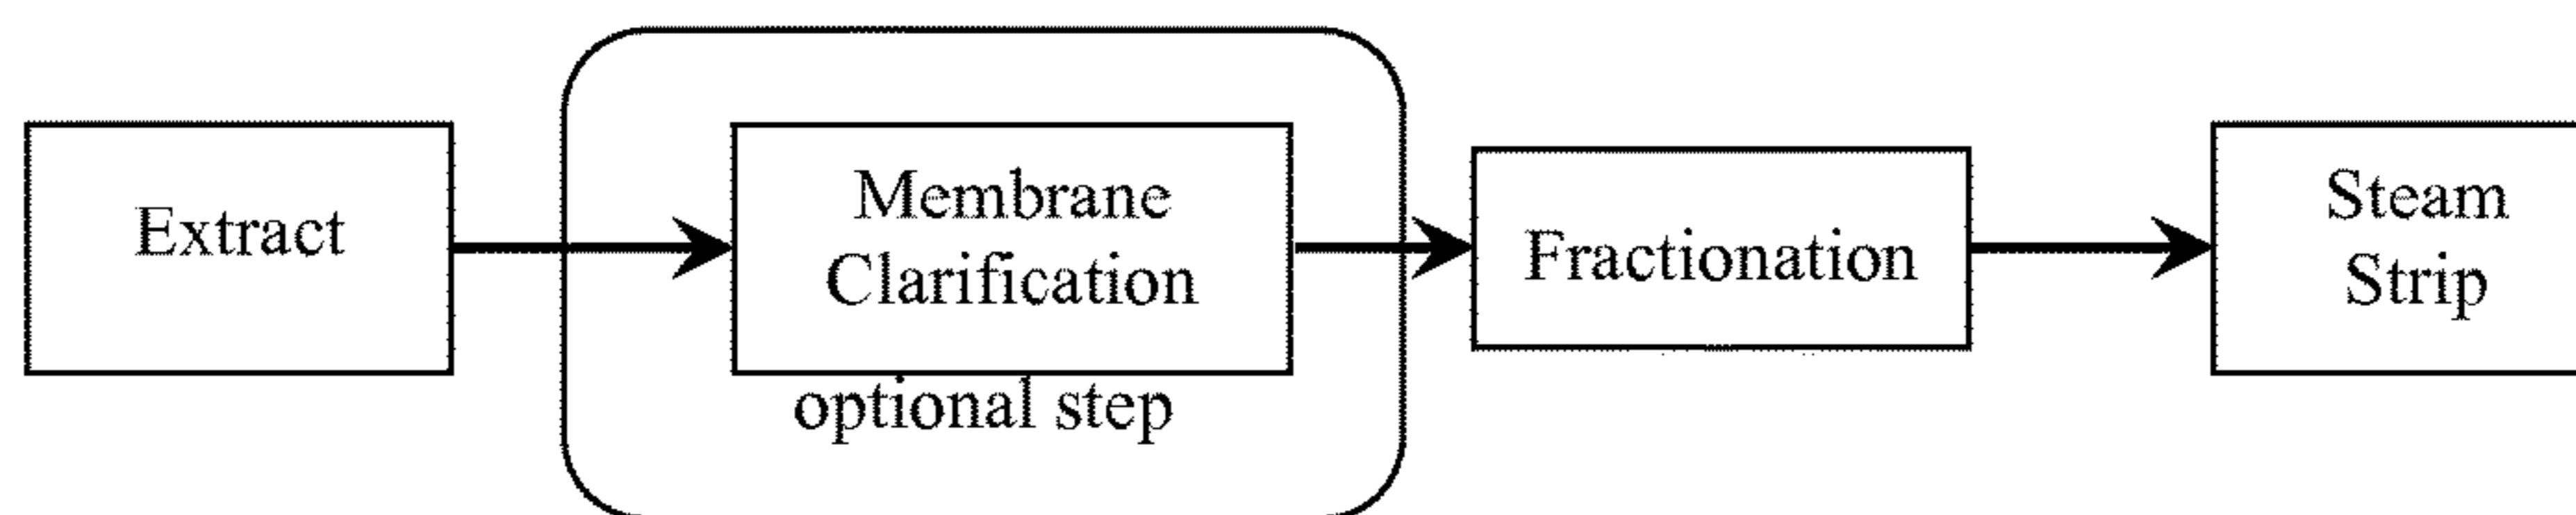 Extract
Membrane
Clarification
optional step
Fractionation
Steam
Strip